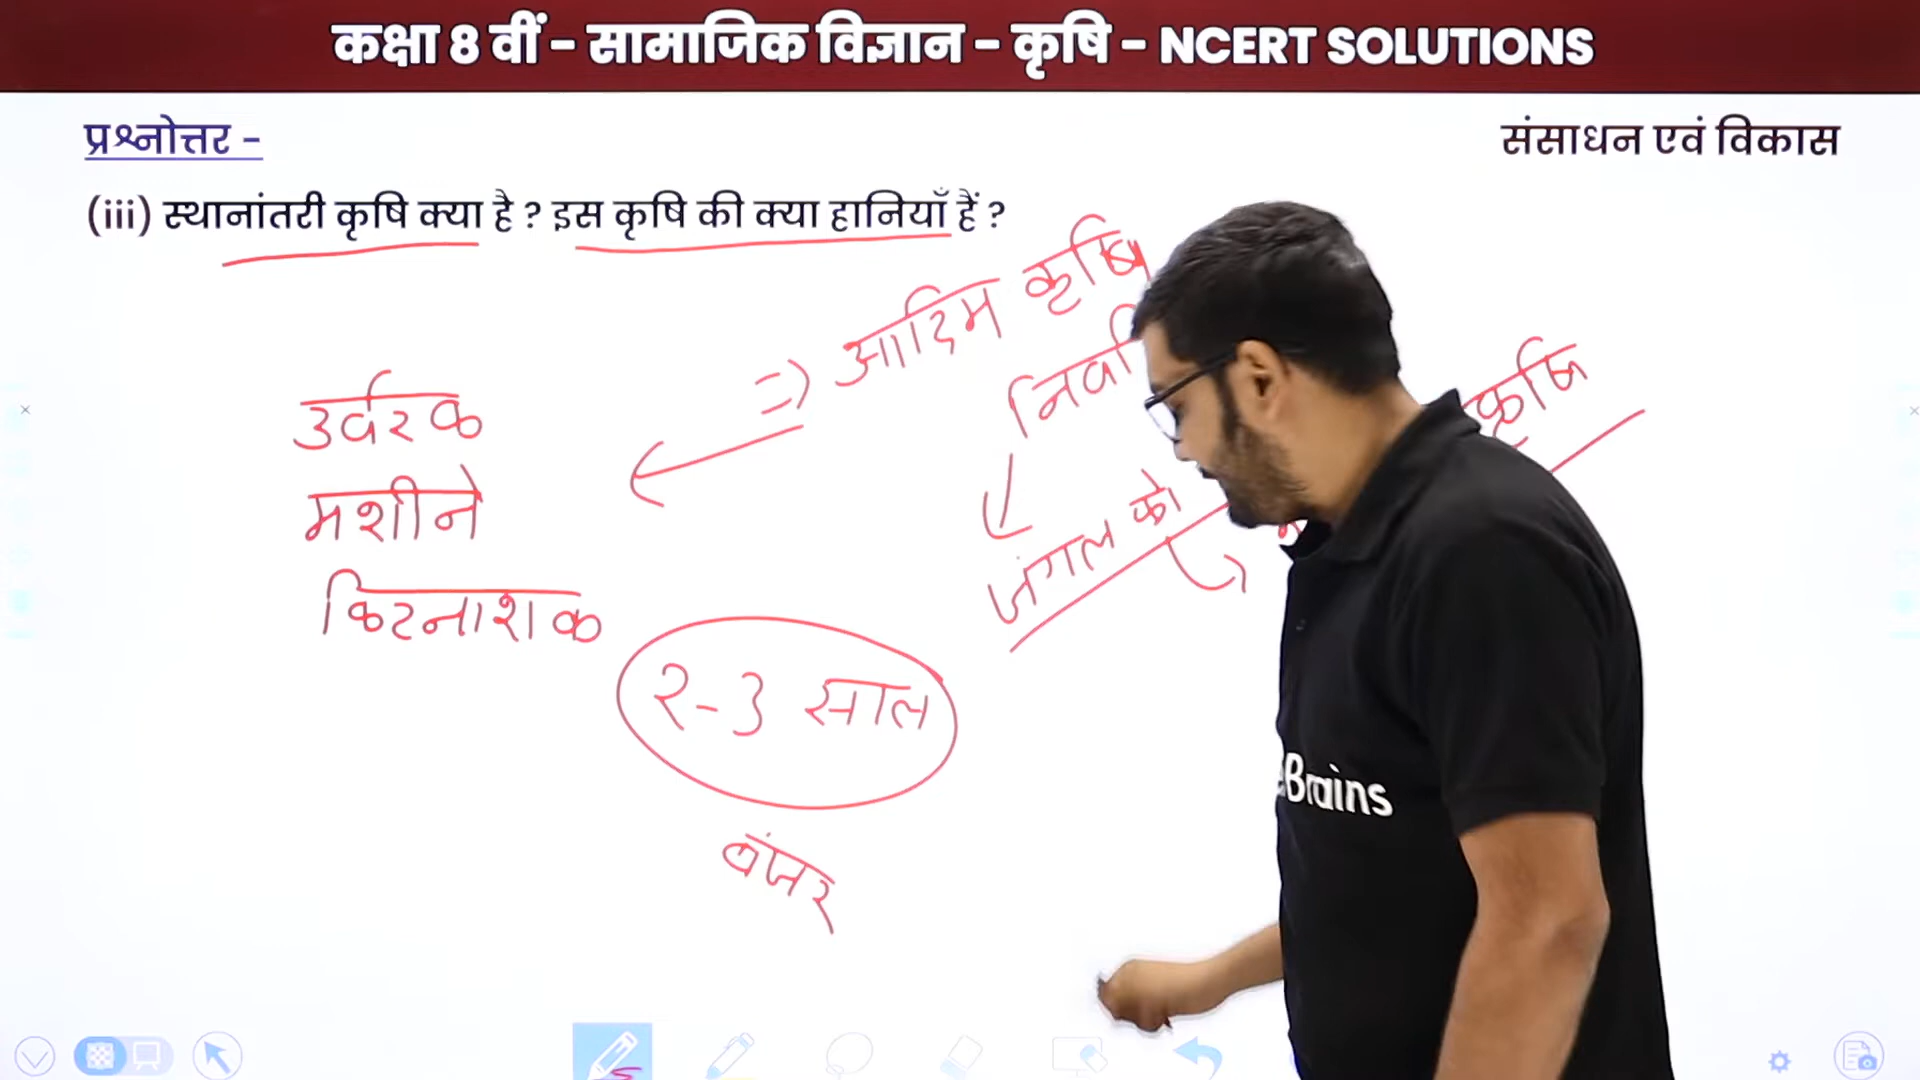 कक्षा 8 वीं - सामाजिक विज्ञान - कृषि - NCERT SOLUTIONS
प्रश्नोत्तर -
संसाधन एवं विकास
(iii) स्थानांतरी कृषि क्या है ? इस कृषि की क्या हानियाँ हैं ?
=> आदिम कृषि
कृषि
उर्वरक
मशीने
जंगल को
किटनाशक
२-3 साल
बंजर
Brains